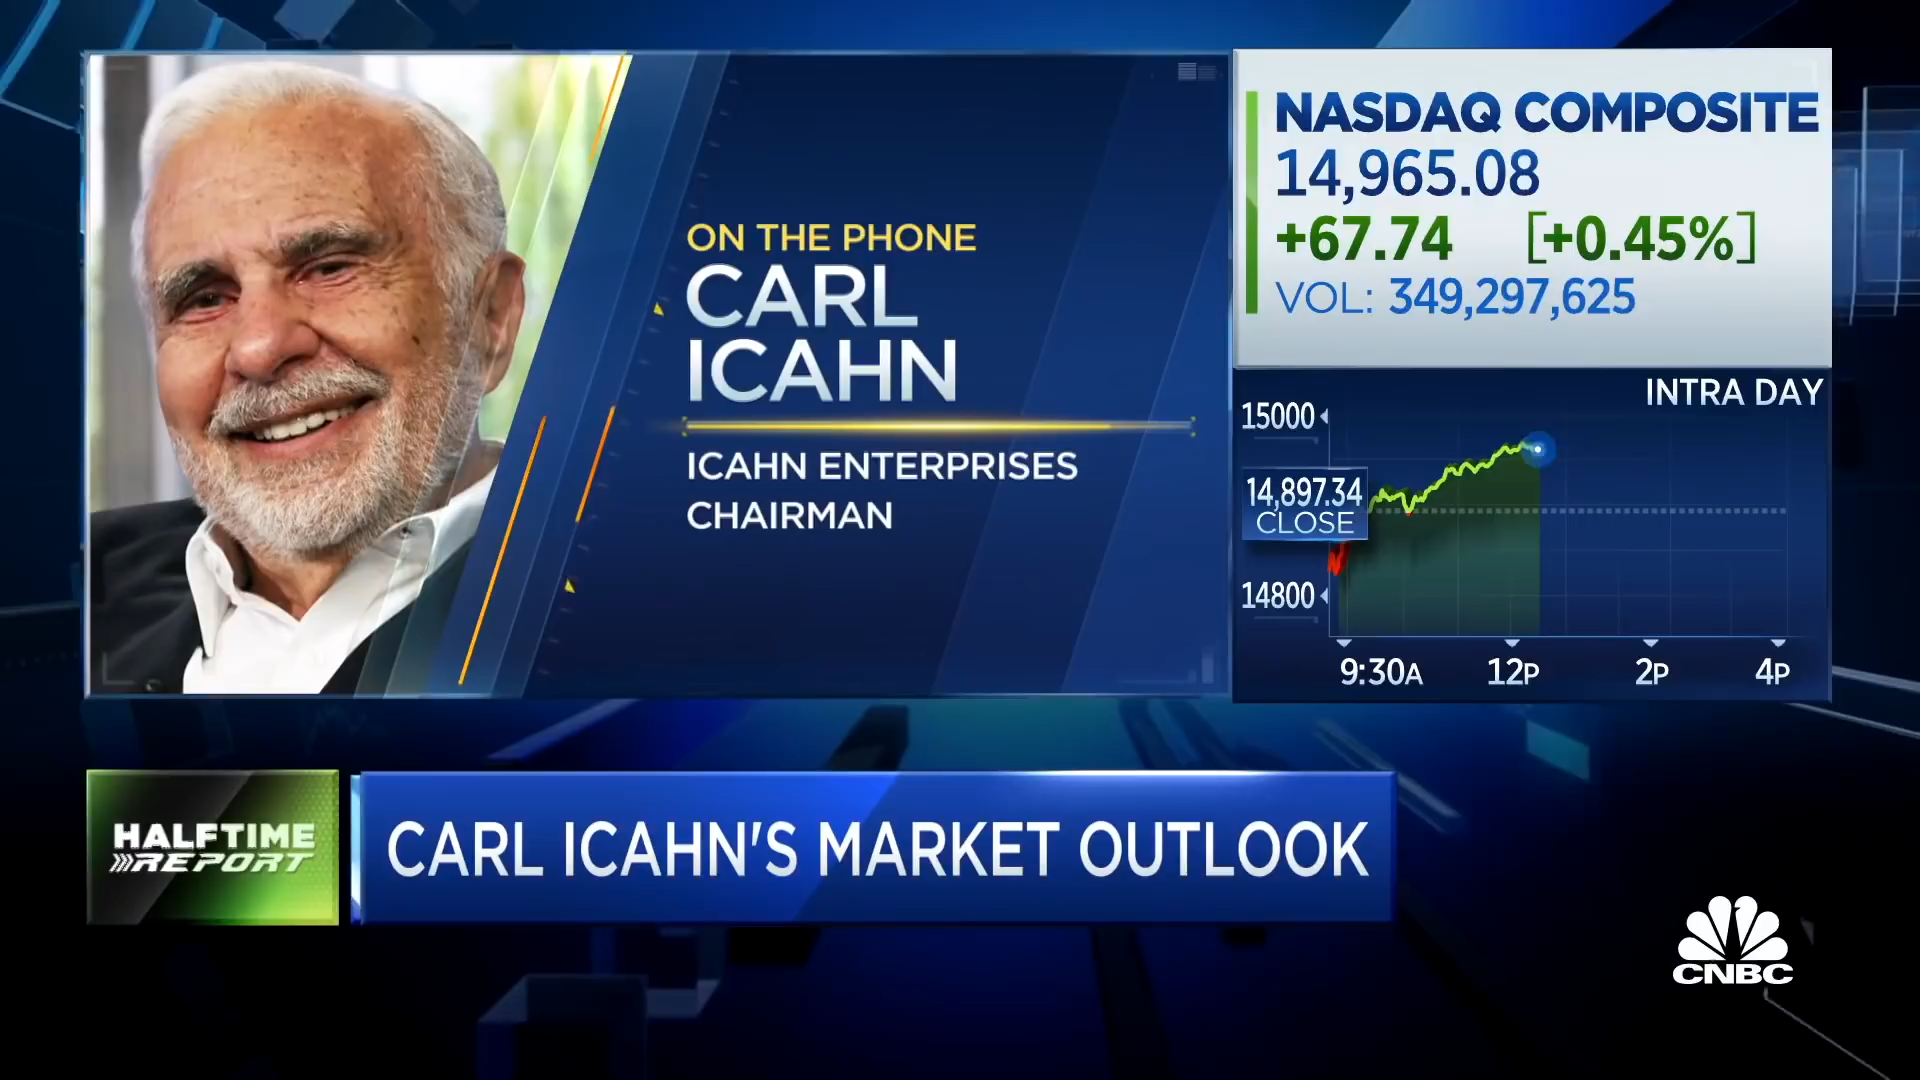 ON THE PHONE
CARL
ICAHN
ICAHN ENTERPRISES
CHAIRMAN
NASDAQ COMPOSITE
14,965.08
+67.74 [+0.45%]
VOL: 349,297,625
INTRA DAY
15000
14,897.34
CLOSE
14800
9:30A 12P 2P 4P
HALFTIME
REPORT
CARL ICAHN'S MARKET OUTLOOK
CNBC